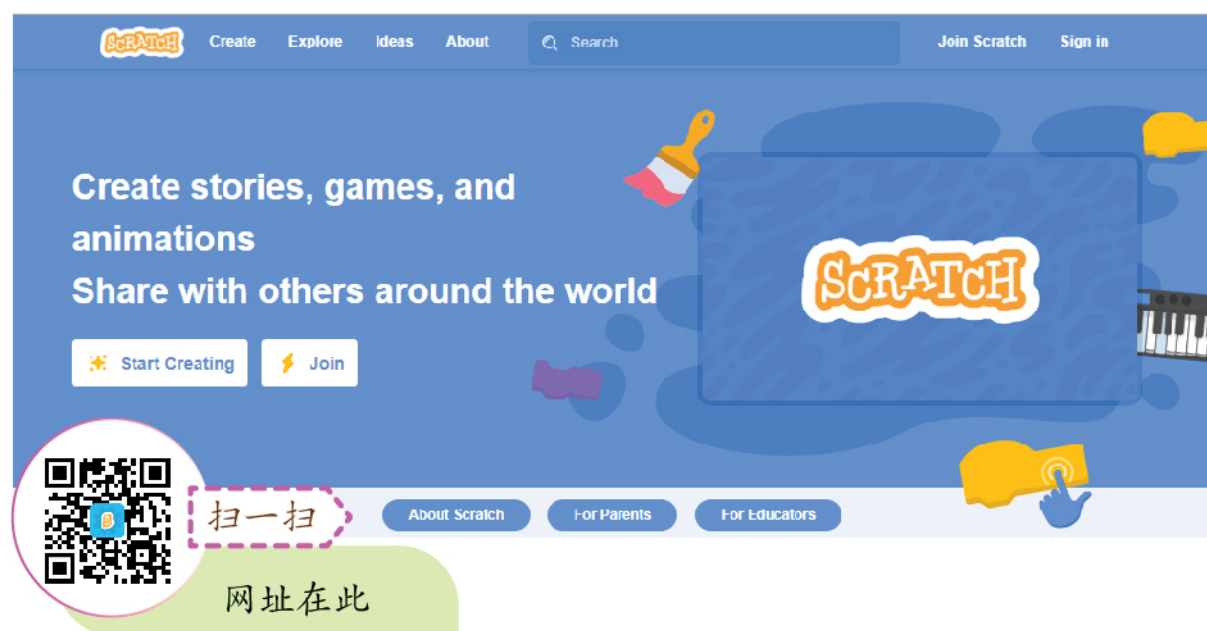 SCRATCH Create Explore Ideas About Search Join Scratch Sign in
Create stories, games, and
animations
Share with others around the world
SCRATCH
Start Creating Join
扫一扫
About Scratch For Parents For Educators
网址在此